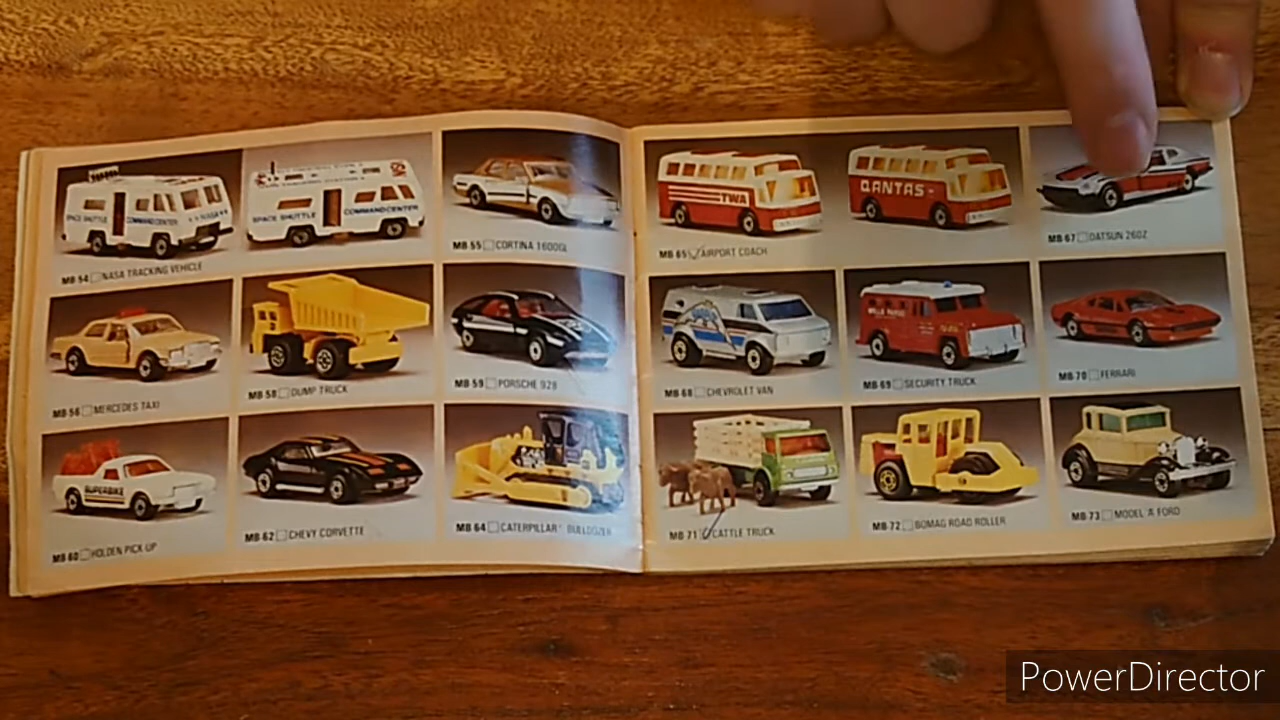 SPACE SHUTTLE COMMAND CENTER NASA
SPACE SHUTTLE COMMAND CENTER
MB 54 NASA TRACKING VEHICLE
MB 55 CORTINA 1600GL
TWA
QANTAS
MB 65 AIRPORT COACH
MB 67 DATSUN 260Z
MB 56 MERCEDES TAXI
MB 58 DUMP TRUCK
MB 59 PORSCHE 928
MB 68 CHEVROLET VAN
WELLS FARGO
MB 69 SECURITY TRUCK
MB 70 FERRARI
SUPERBIKE
MB 60 HOLDEN PICK-UP
MB 62 CHEVY CORVETTE
MB 64 CATERPILLAR BULLDOZER
MB 71 CATTLE TRUCK
MB 72 BOMAG ROAD ROLLER
MB 73 MODEL 'A' FORD
PowerDirector